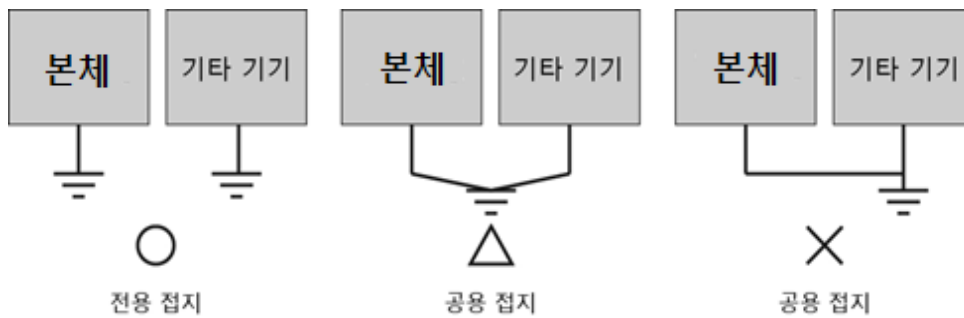 본체 기타 기기 본체 기타 기기 본체 기타 기기
전용 접지 공용 접지 공용 접지